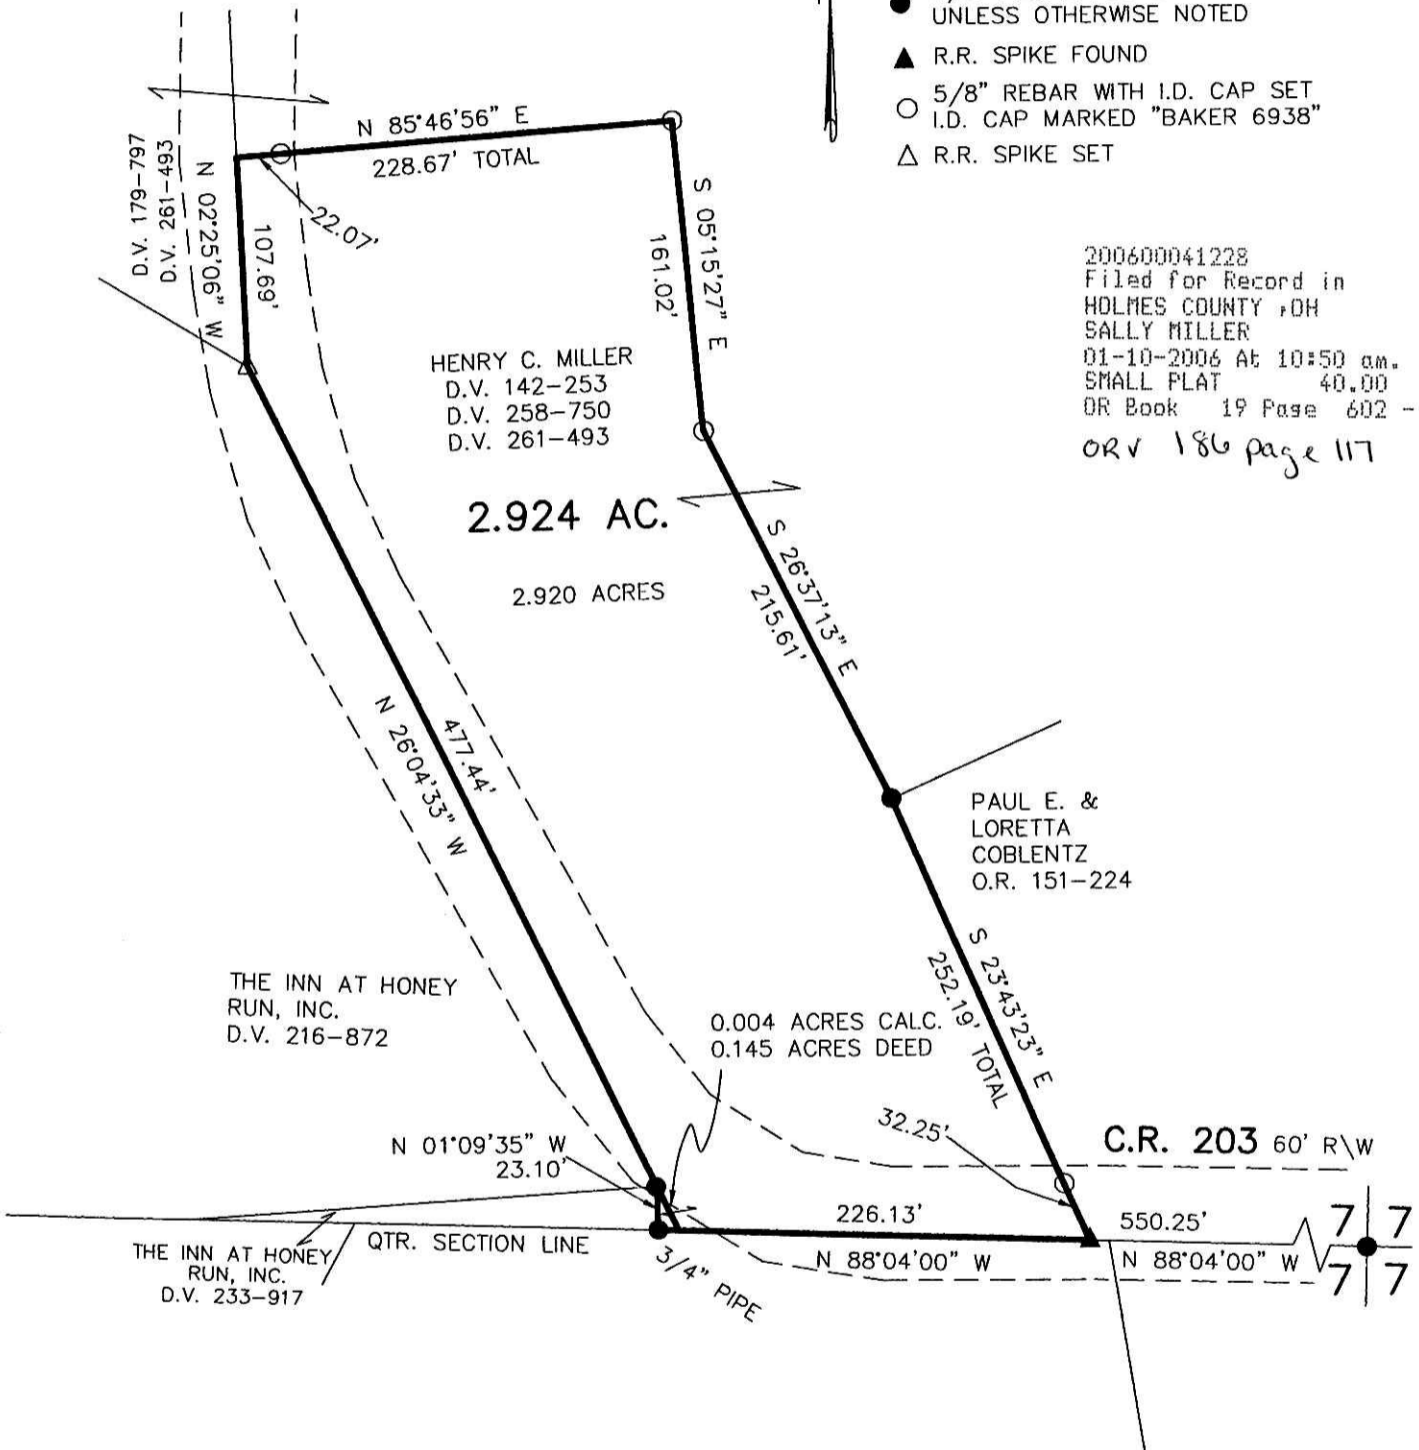 UNLESS OTHERWISE NOTED
R.R. SPIKE FOUND
5/8" REBAR WITH I.D. CAP SET
I.D. CAP MARKED "BAKER 6938"
R.R. SPIKE SET
N 85°46'56" E
228.67' TOTAL
22.07'
D.V. 179-797
D.V. 261-493
N 02°25'06" W
107.69'
S 05°15'27" E
161.02'
200600041228
Filed for Record in
HOLMES COUNTY ,OH
SALLY MILLER
01-10-2006 At 10:50 am.
SMALL PLAT 40.00
OR Book 19 Page 602 -
ORV 186 page 117
HENRY C. MILLER
D.V. 142-253
D.V. 258-750
D.V. 261-493
2.924 AC.
2.920 ACRES
S 26°37'13" E
215.61'
N 26°04'33" W
477.44'
PAUL E. &
LORETTA
COBLENTZ
O.R. 151-224
S 23°43'23" E
252.19' TOTAL
THE INN AT HONEY
RUN, INC.
D.V. 216-872
0.004 ACRES CALC.
0.145 ACRES DEED
32.25'
C.R. 203 60' R\W
N 01°09'35" W
23.10'
226.13'
550.25'
7 7
QTR. SECTION LINE
N 88°04'00" W
N 88°04'00" W
7 7
3/4" PIPE
THE INN AT HONEY
RUN, INC.
D.V. 233-917